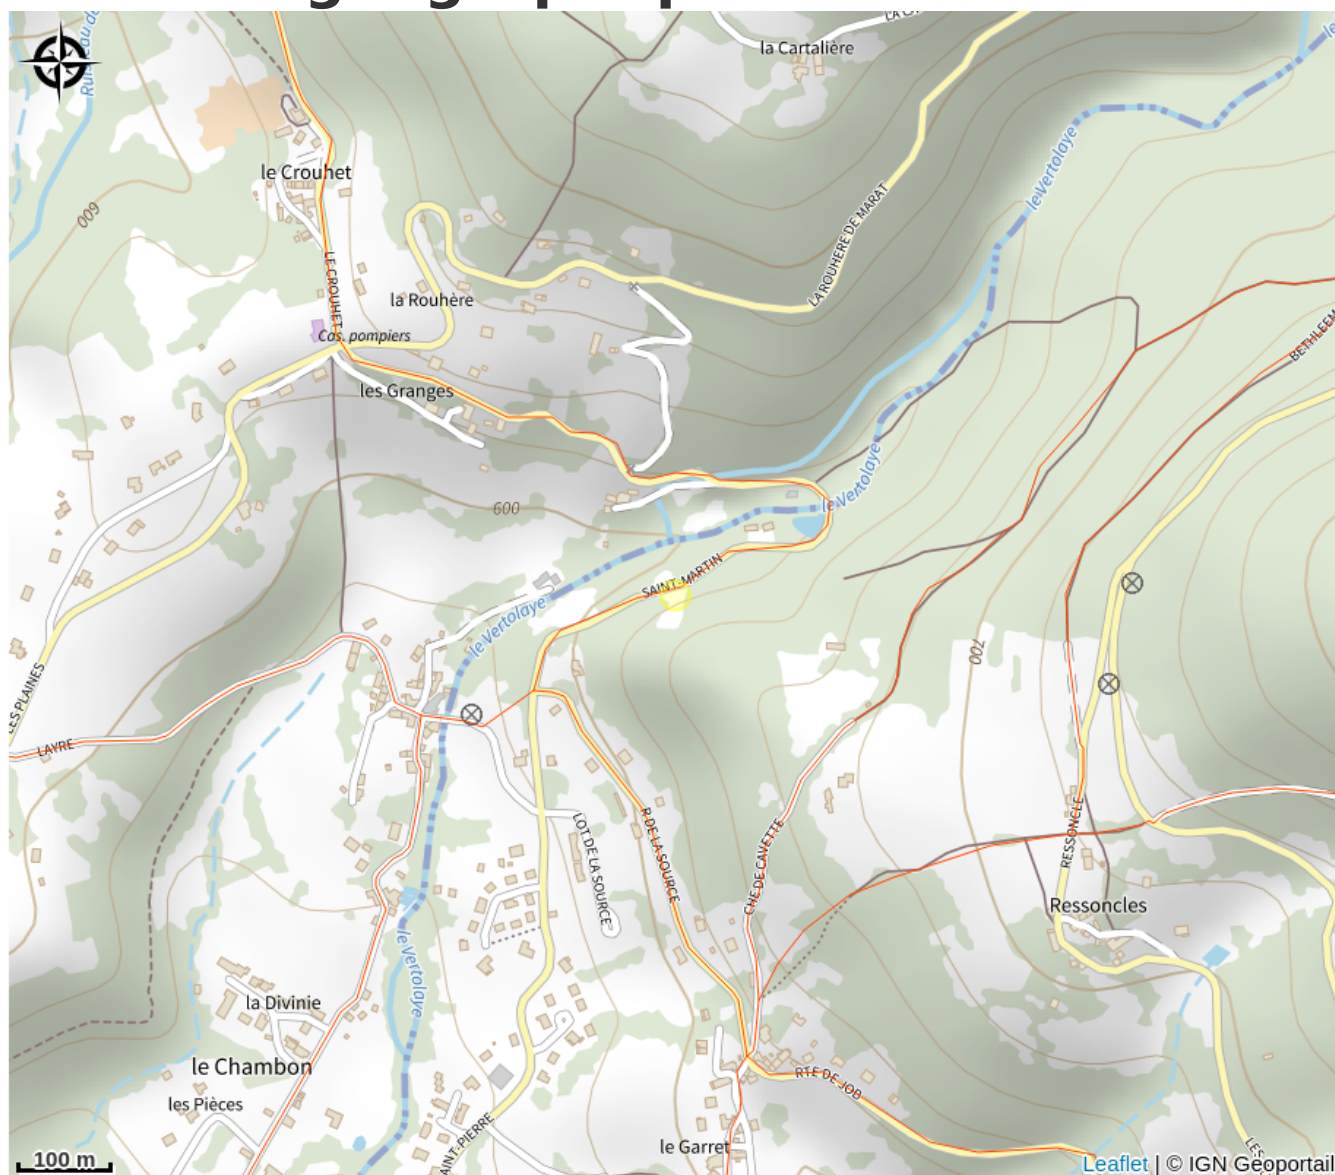 la Cartalière
le Crouhet
600
LE CROUHET
la Rouhère
Cas. pompiers
les Granges
LA ROUHERE DE MARAT
le Vertolaye
BETHLEEM
600
le Vertolaye
SAINT-MARTIN
le Vertolaye
700
LES PLAINES
LAYRE
LOT DE LA SOURCE
R DE LA SOURCE
CHE DE CAVETTE
RESSONCLE
Ressoncles
le Vertolaye
la Divinie
le Chambon
les Pièces
RTE DE JOB
AINT-PIERRE
le Garret
LES
100 m
Leaflet | © IGN Geoportail